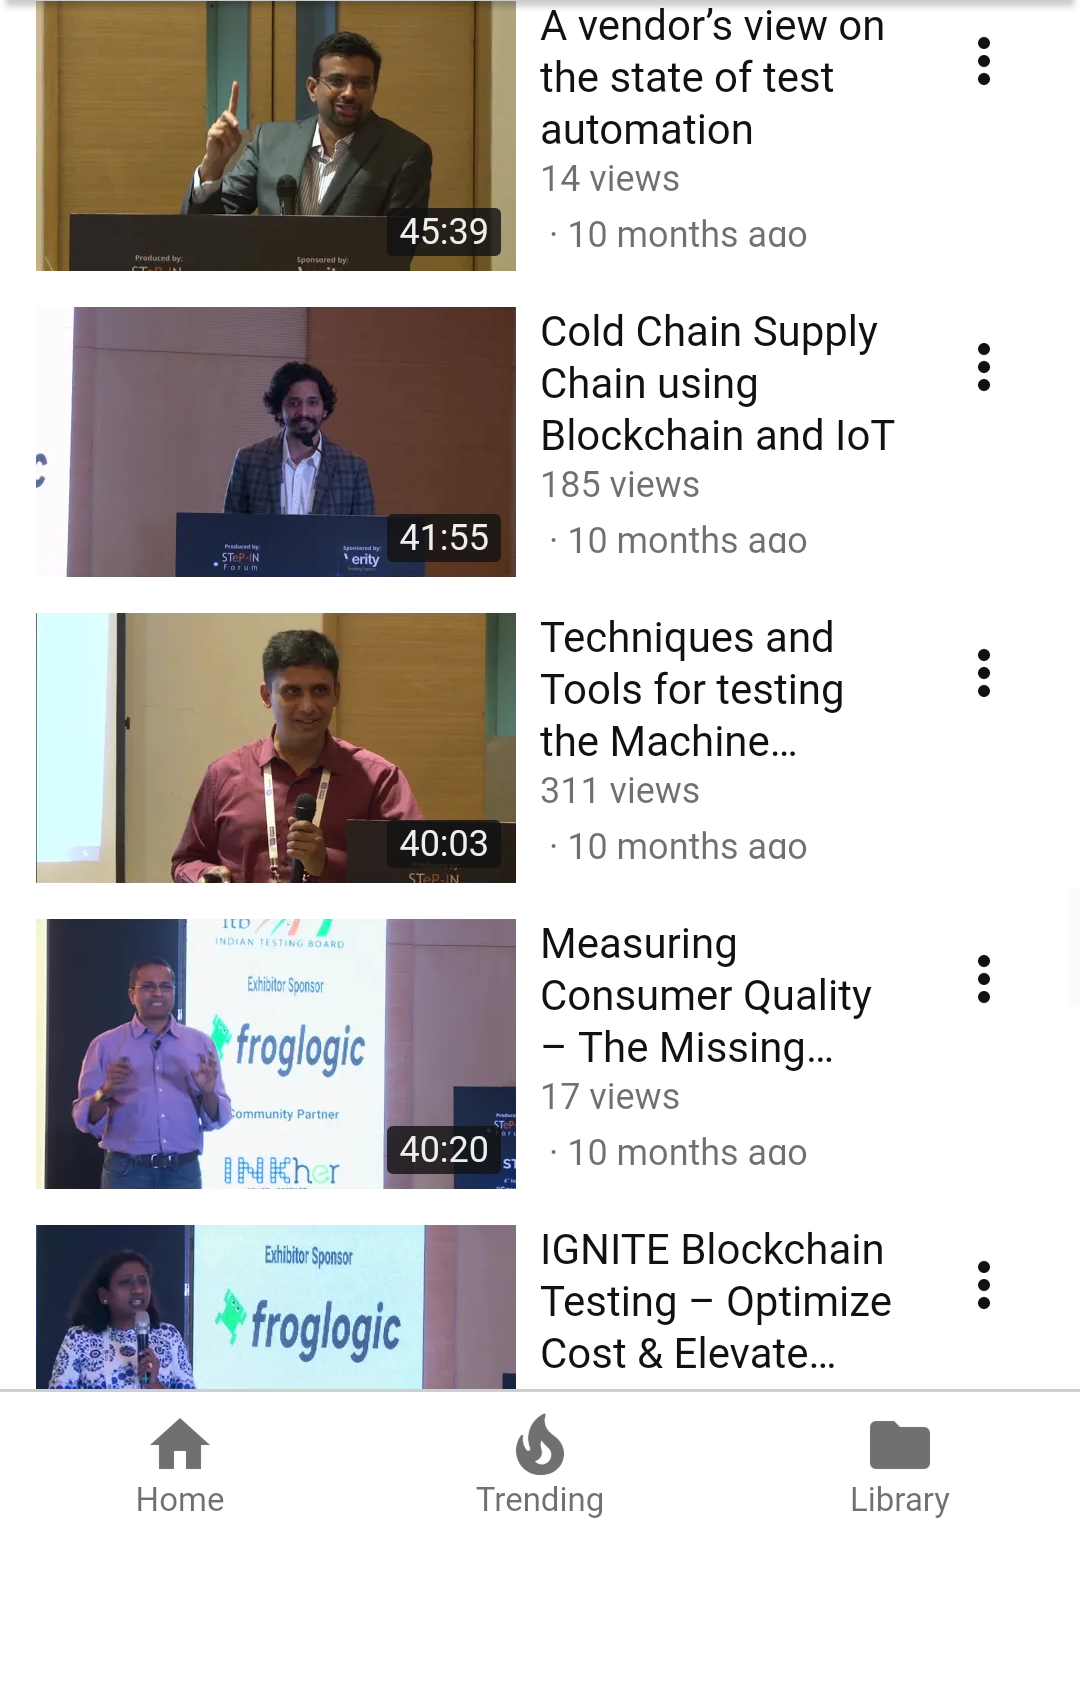 A vendor’s view on
the state of test
automation
14 views
· 10 months ago
45:39
Produced by:
STeP-IN
Sponsored by:
Cold Chain Supply
Chain using
Blockchain and IoT
185 views
· 10 months ago
41:55
Produced by:
STeP-IN
Forum
Sponsored by:
erity
Techniques and
Tools for testing
the Machine…
311 views
· 10 months ago
40:03
STeP-IN
Measuring
Consumer Quality
– The Missing…
17 views
· 10 months ago
itb
INDIAN TESTING BOARD
Exhibitor Sponsor
froglogic
Community Partner
INKher
40:20
IGNITE Blockchain
Testing – Optimize
Cost & Elevate…
Exhibitor Sponsor
froglogic
Home
Trending
Library